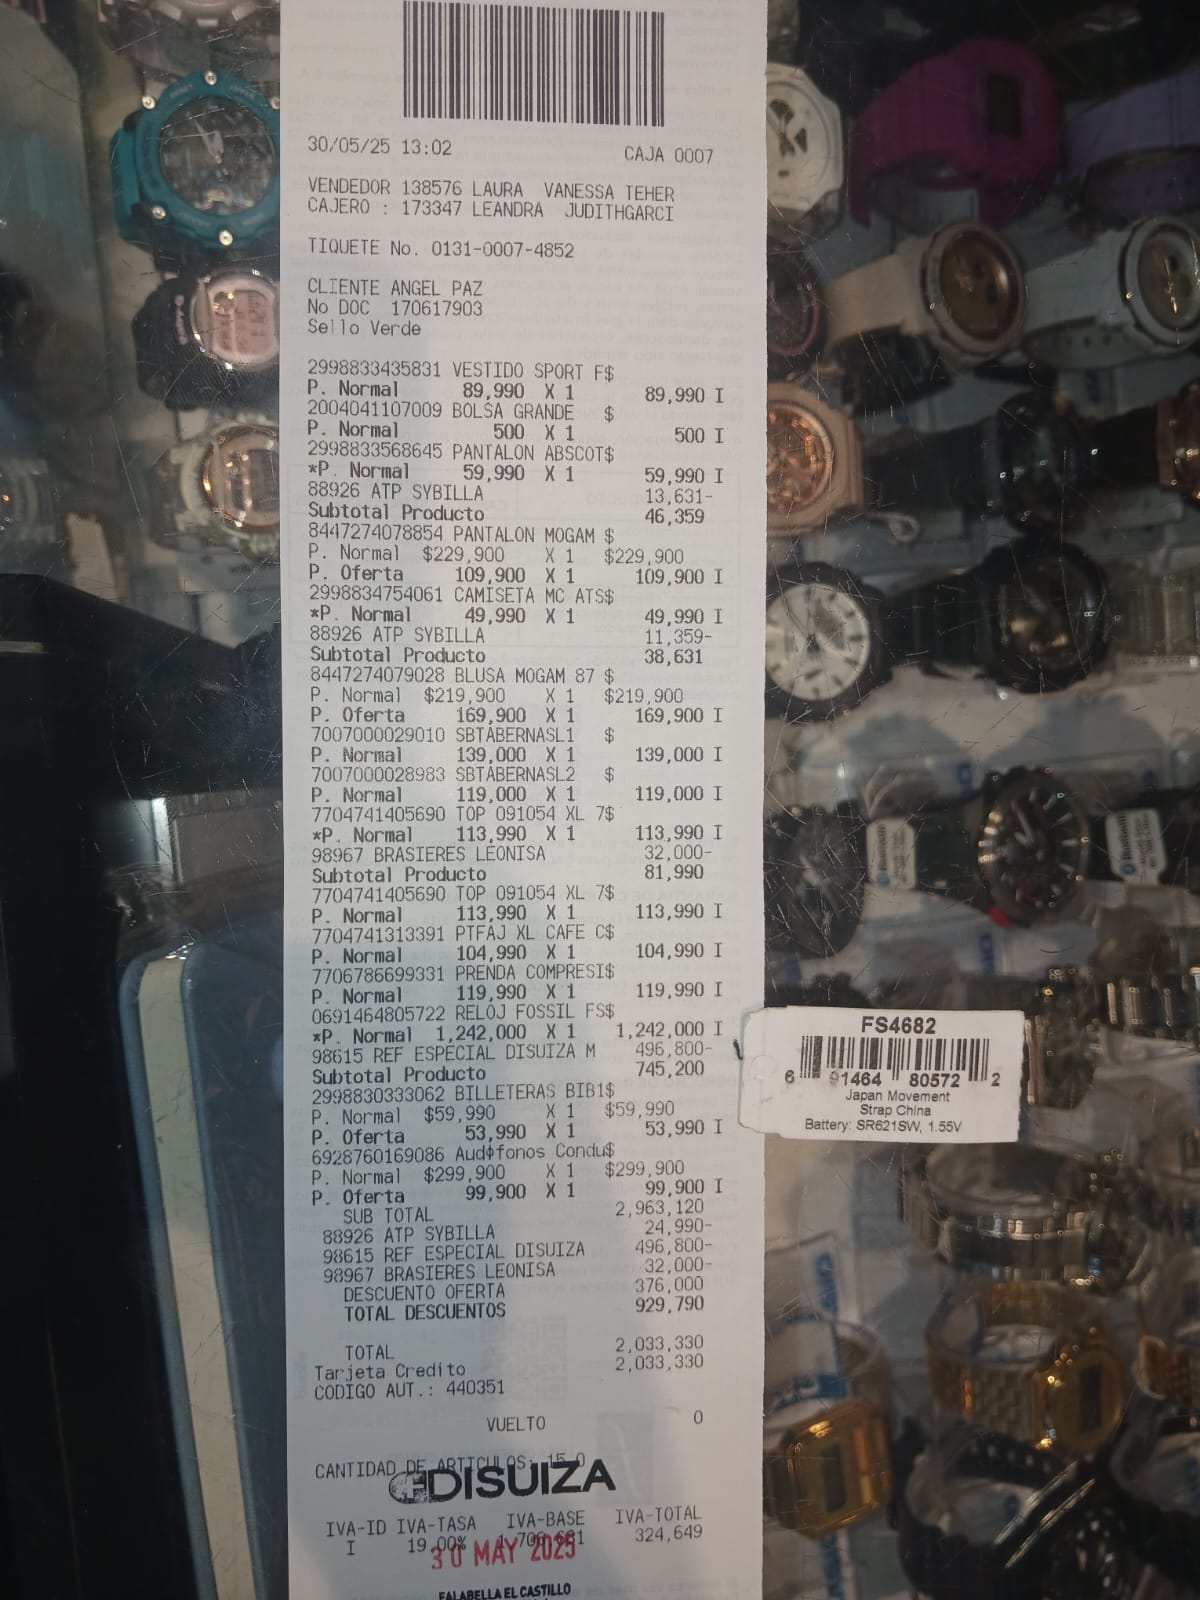 30/05/25 13:02 CAJA 0007
VENDEDOR 138576 LAURA VANESSA TEHER
CAJERO : 173347 LEANDRA JUDITHGARCI
TIQUETE No. 0131-0007-4852
CLIENTE ANGEL PAZ
No DOC 170617903
Sello Verde
2998833435831 VESTIDO SPORT F$
P. Normal 89,990 X 1 89,990 I
2004041107009 BOLSA GRANDE $
P. Normal 500 X 1 500 I
2998833568645 PANTALON ABSCOT$
*P. Normal 59,990 X 1 59,990 I
88926 ATP SYBILLA 13,631-
Subtotal Producto 46,359
8447274078854 PANTALON MOGAM $
P. Normal $229,900 X 1 $229,900
P. Oferta 109,900 X 1 109,900 I
2998834754061 CAMISETA MC ATS$
*P. Normal 49,990 X 1 49,990 I
88926 ATP SYBILLA 11,359-
Subtotal Producto 38,631
8447274079028 BLUSA MOGAM 87 $
P. Normal $219,900 X 1 $219,900
P. Oferta 169,900 X 1 169,900 I
7007000029010 SBTABERNASL1 $
P. Normal 139,000 X 1 139,000 I
7007000028983 SBTABERNASL2 $
P. Normal 119,000 X 1 119,000 I
7704741405690 TOP 091054 XL 7$
*P. Normal 113,990 X 1 113,990 I
98967 BRASIERES LEONISA 32,000-
Subtotal Producto 81,990
7704741405690 TOP 091054 XL 7$
P. Normal 113,990 X 1 113,990 I
7704741313391 PTFAJ XL CAFE C$
P. Normal 104,990 X 1 104,990 I
7706786699331 PRENDA COMPRESI$
P. Normal 119,990 X 1 119,990 I
0691464805722 RELOJ FOSSIL FS$
*P. Normal 1,242,000 X 1 1,242,000 I
98615 REF ESPECIAL DISUIZA M 496,800-
Subtotal Producto 745,200
2998830333062 BILLETERAS BIB1$
P. Normal $59,990 X 1 $59,990
P. Oferta 53,990 X 1 53,990 I
6928760169086 Audífonos Condu$
P. Normal $299,900 X 1 $299,900
P. Oferta 99,900 X 1 99,900 I
SUB TOTAL 2,963,120
88926 ATP SYBILLA 24,990-
98615 REF ESPECIAL DISUIZA 496,800-
98967 BRASIERES LEONISA 32,000-
DESCUENTO OFERTA 376,000
TOTAL DESCUENTOS 929,790
TOTAL 2,033,330
Tarjeta Credito 2,033,330
CODIGO AUT.: 440351
VUELTO 0
CANTIDAD DE ARTICULOS: 15.0
DISUIZA
IVA-ID IVA-TASA IVA-BASE IVA-TOTAL
I 19.00% 324,649
30 MAY 2025
FALABELLA EL CASTILLO
FS4682
6 91464 80572 2
Japan Movement
Strap China
Battery: SR621SW, 1.55V